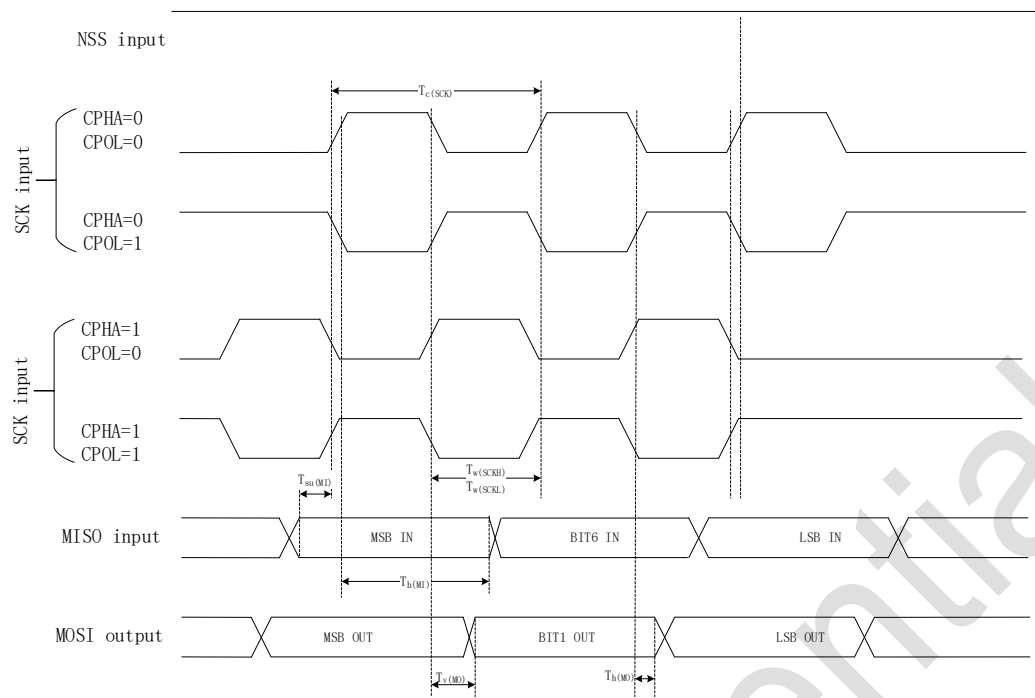 NSS input
Tc(SCK)
SCK input
CPHA=0
CPOL=0
CPHA=0
CPOL=1
SCK input
CPHA=1
CPOL=0
CPHA=1
CPOL=1
Tsu(MI)
Tw(SCKH)
Tw(SCKL)
MISO input
MSB IN
BIT6 IN
LSB IN
Th(MI)
MOSI output
MSB OUT
BIT1 OUT
LSB OUT
Tv(MO)
Th(MO)
ential